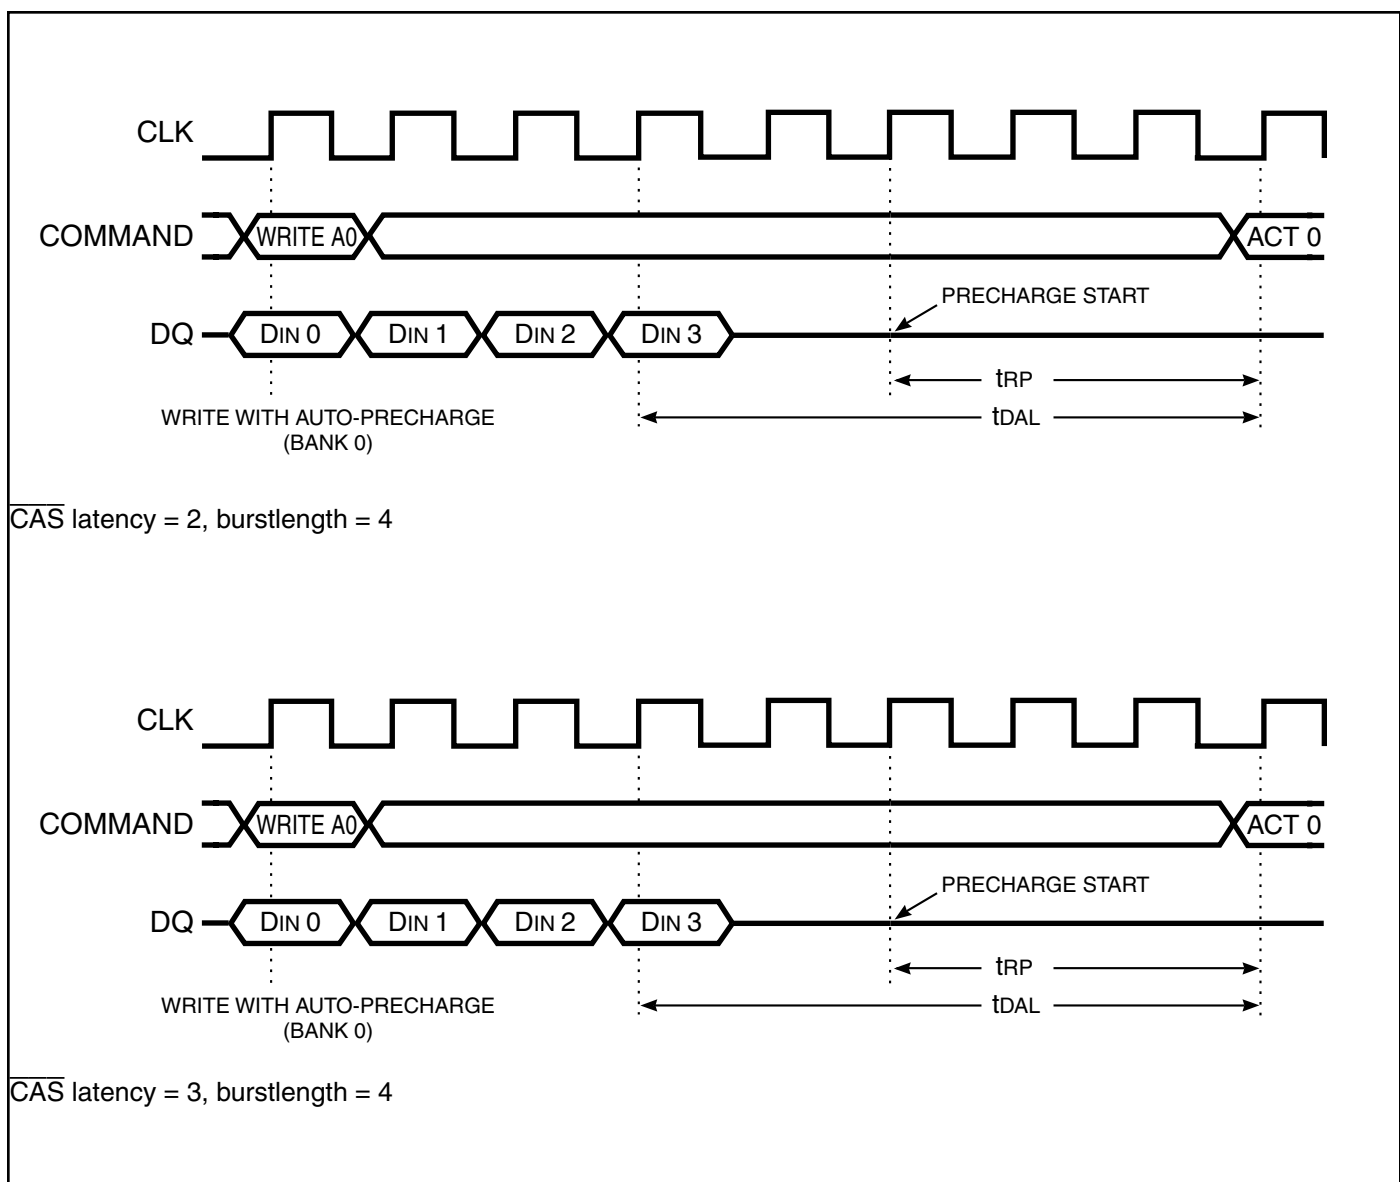 CLK
COMMAND
WRITE A0
ACT 0
PRECHARGE START
DQ
DIN 0
DIN 1
DIN 2
DIN 3
tRP
tDAL
WRITE WITH AUTO-PRECHARGE
(BANK 0)
CAS latency = 2, burstlength = 4
CLK
COMMAND
WRITE A0
ACT 0
PRECHARGE START
DQ
DIN 0
DIN 1
DIN 2
DIN 3
tRP
tDAL
WRITE WITH AUTO-PRECHARGE
(BANK 0)
CAS latency = 3, burstlength = 4